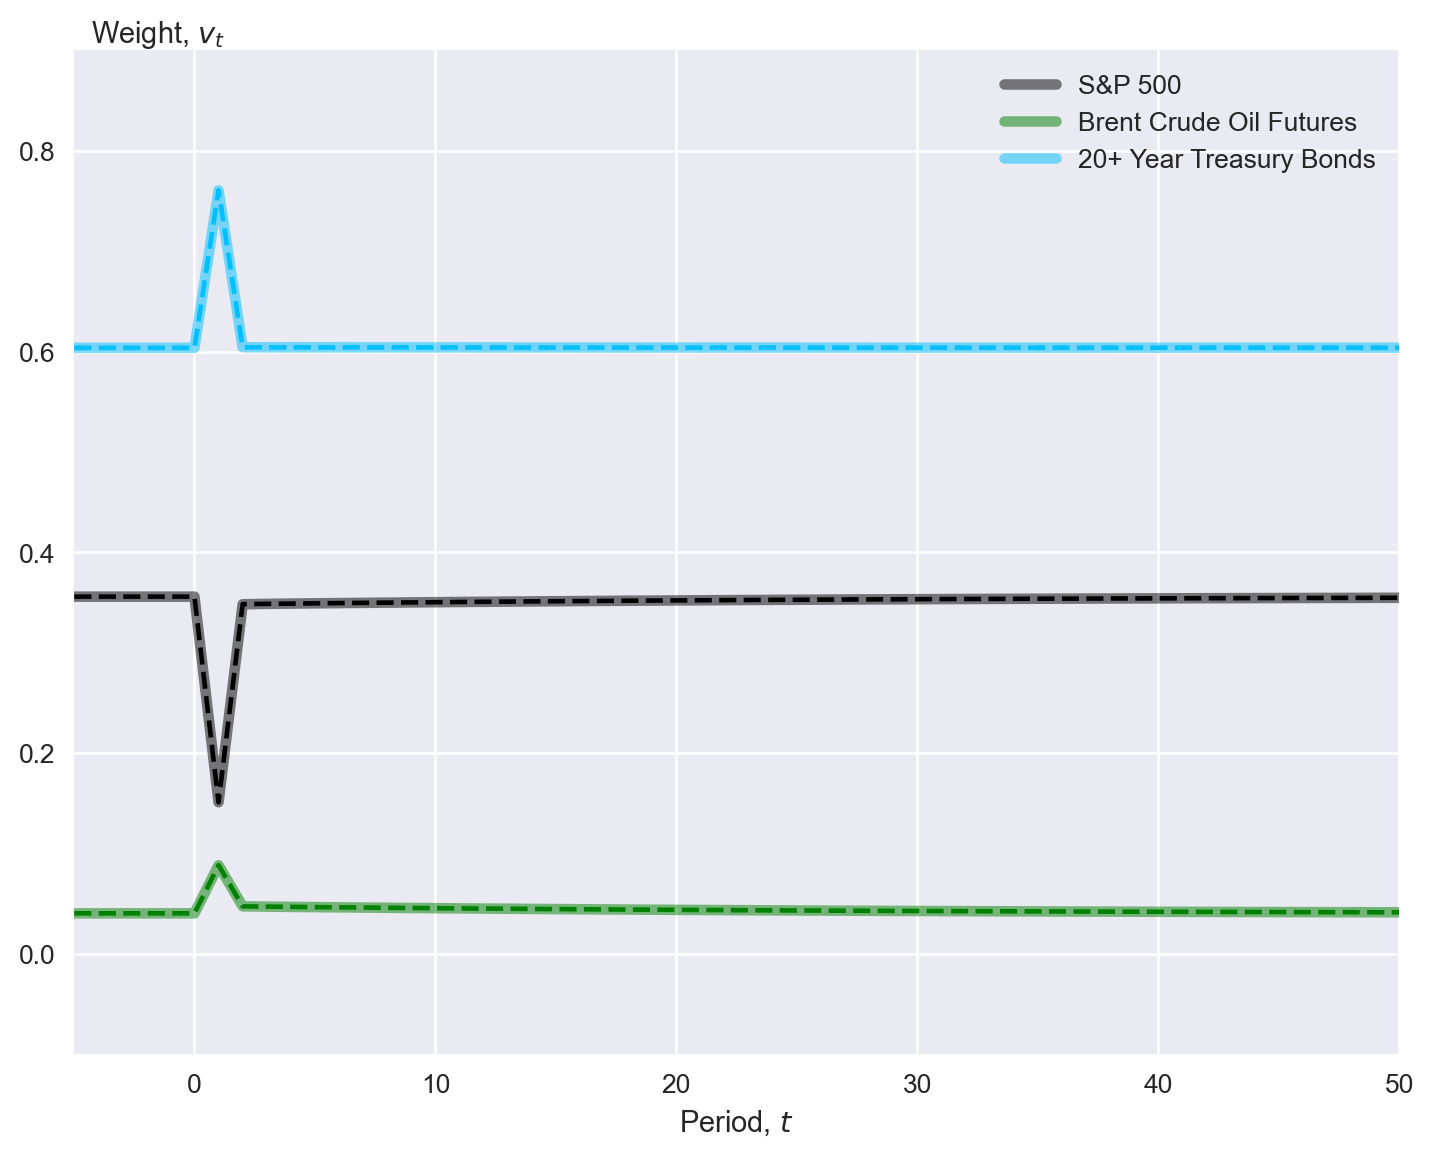 Weight, vₜ
S&P 500
Brent Crude Oil Futures
20+ Year Treasury Bonds
0.8
0.6
0.4
0.2
0.0
0 10 20 30 40 50
Period, t